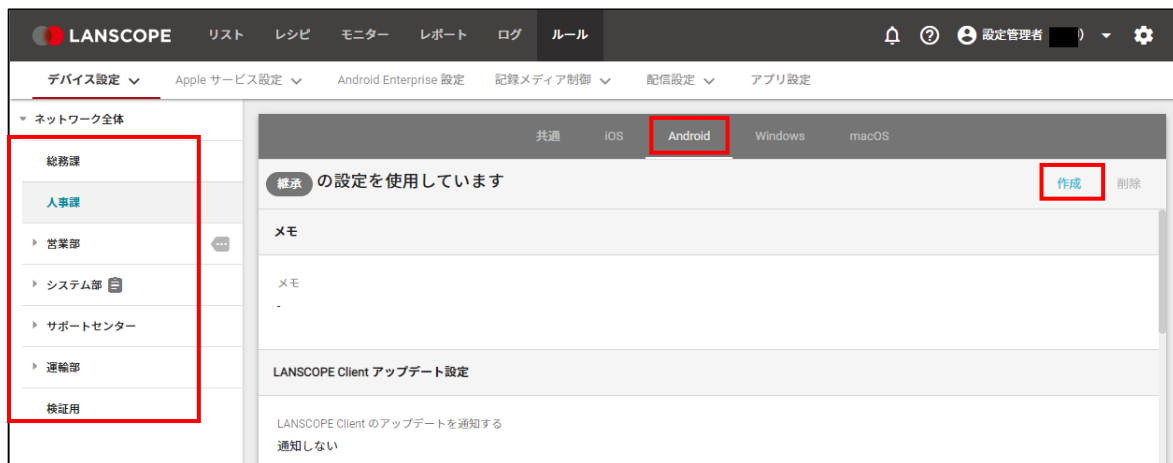 LANSCOPE リスト レシピ モニター レポート ログ ルール 設定管理者 )
デバイス設定 Apple サービス設定 Android Enterprise 設定 記録メディア制御 配信設定 アプリ設定
ネットワーク全体
総務課
人事課
営業部
システム部
サポートセンター
運輸部
検証用
共通 iOS Android Windows macOS
継承 の設定を使用しています 作成 削除
メモ
メモ
-
LANSCOPE Client アップデート設定
LANSCOPE Client のアップデートを通知する
通知しない